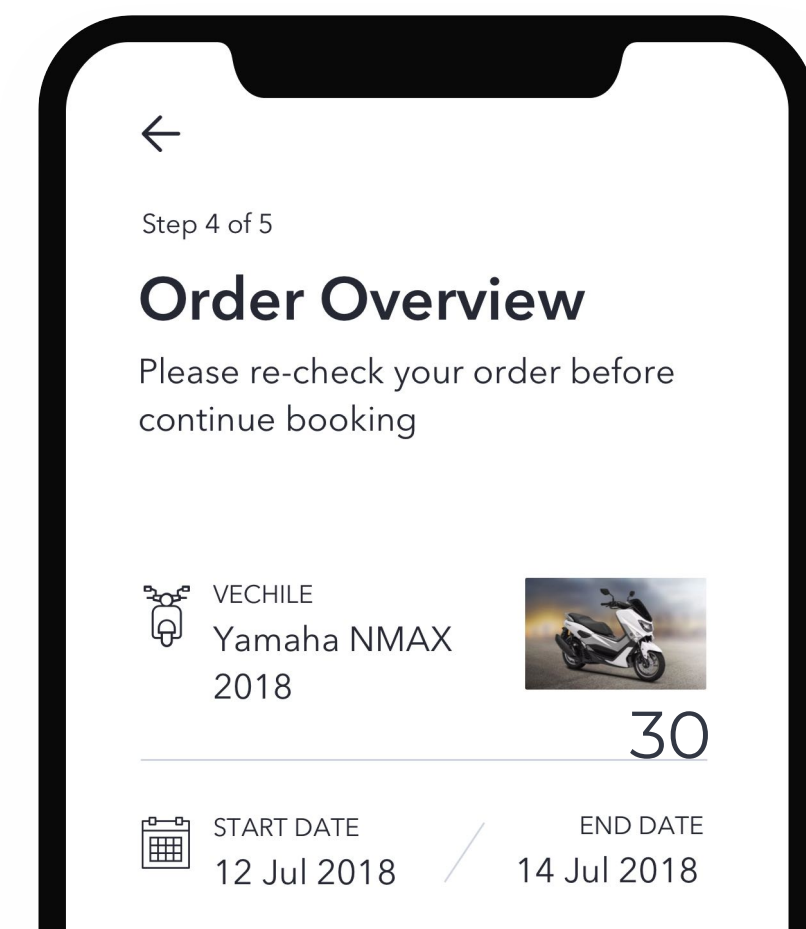 Step 4 of 5
Order Overview
Please re-check your order before
continue booking
VECHILE
Yamaha NMAX
2018
30
START DATE
12 Jul 2018
END DATE
14 Jul 2018